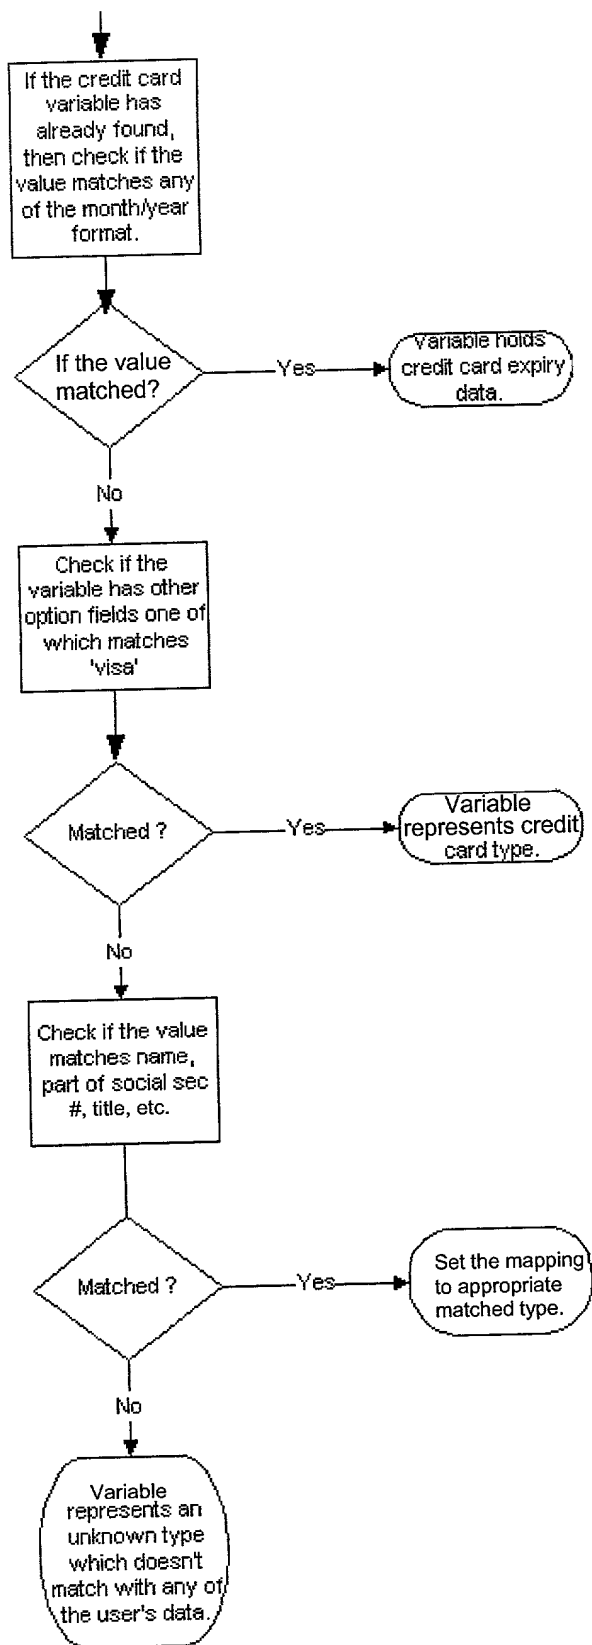 If the credit card
variable has
already found,
then check if the
value matches any
of the month/year
format.
If the value
matched?
Yes
Variable holds
credit card expiry
data.
No
Check if the
variable has other
option fields one of
which matches
'visa'
Matched ?
Yes
Variable
represents credit
card type.
No
Check if the value
matches name,
part of social sec
#, title, etc.
Matched ?
Yes
Set the mapping
to appropriate
matched type.
No
Variable
represents an
unknown type
which doesn't
match with any of
the user's data.